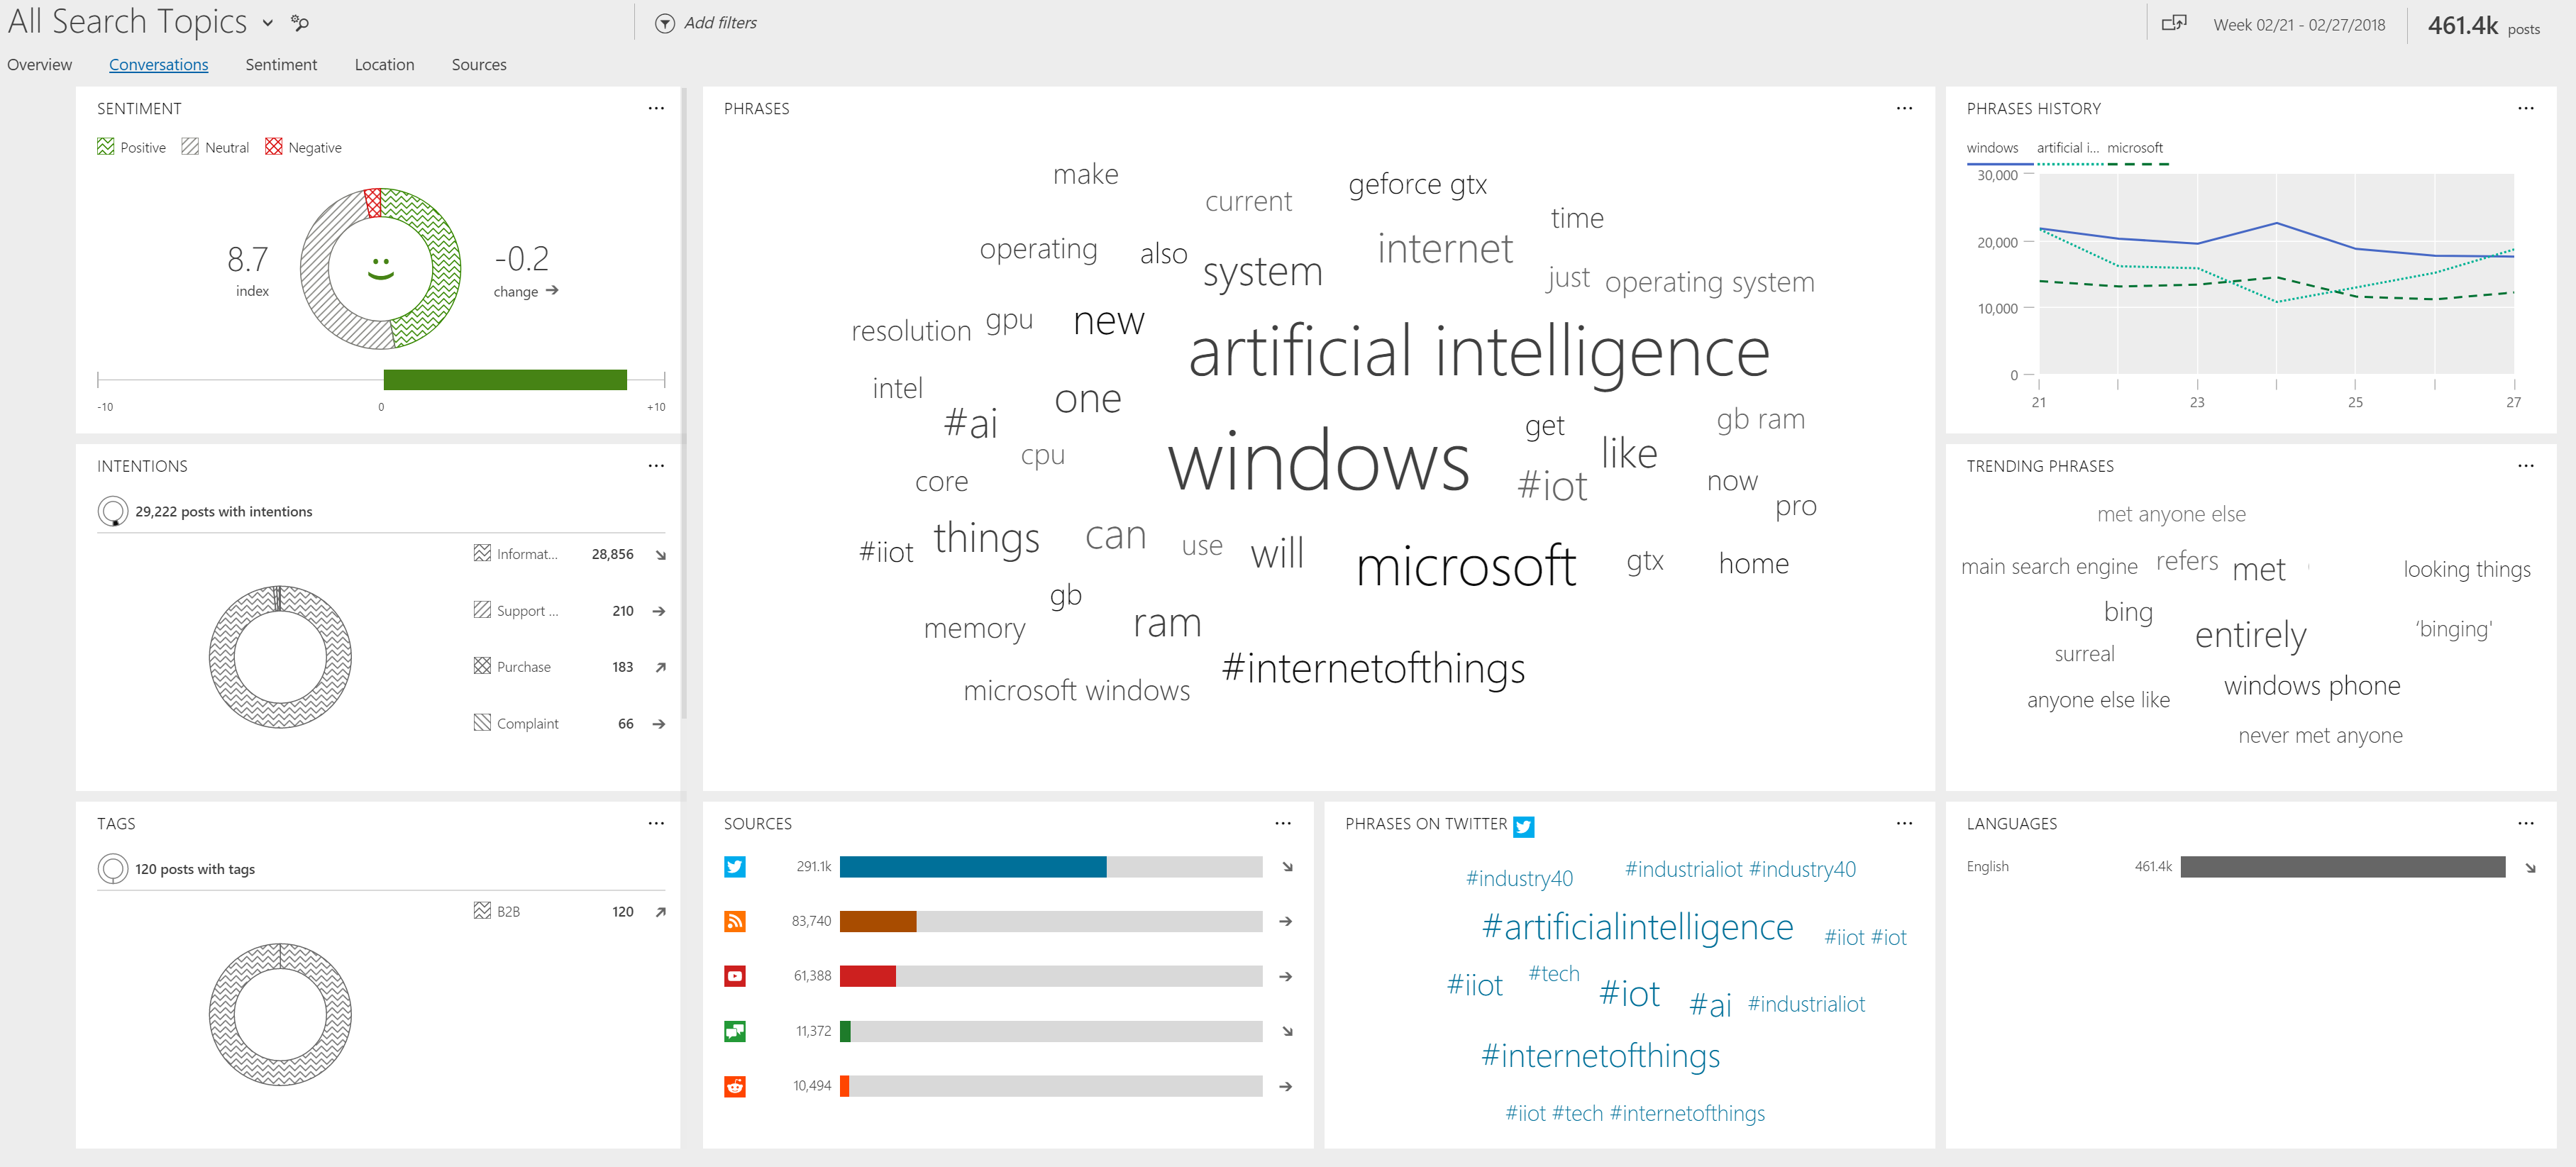 All Search Topics
Add filters
Week 02/21 - 02/27/2018
461.4k posts
Overview
Conversations
Sentiment
Location
Sources
SENTIMENT
...
Positive
Neutral
Negative
8.7
index
-0.2
change
-10
0
+10
INTENTIONS
...
29,222 posts with intentions
Informat... 28,856
Support ... 210
Purchase 183
Complaint 66
TAGS
...
120 posts with tags
B2B 120
PHRASES
...
make
current
geforce gtx
time
operating
also
system
internet
just
operating system
resolution
gpu
new
artificial intelligence
intel
one
#ai
get
gb ram
cpu
windows
like
core
#iot
now
pro
#iiot
things
can
use
will
microsoft
gtx
home
gb
memory
ram
#internetofthings
microsoft windows
SOURCES
...
291.1k
83,740
61,388
11,372
10,494
PHRASES ON TWITTER
...
#industry40
#industrialiot #industry40
#artificialintelligence
#iiot #iot
#iiot
#tech
#iot
#ai
#industrialiot
#internetofthings
#iiot #tech #internetofthings
PHRASES HISTORY
...
windows
artificial i...
microsoft
30,000
20,000
10,000
0
21
23
25
27
TRENDING PHRASES
...
met anyone else
main search engine
refers
met
looking things
bing
entirely
‘binging'
surreal
windows phone
anyone else like
never met anyone
LANGUAGES
...
English 461.4k